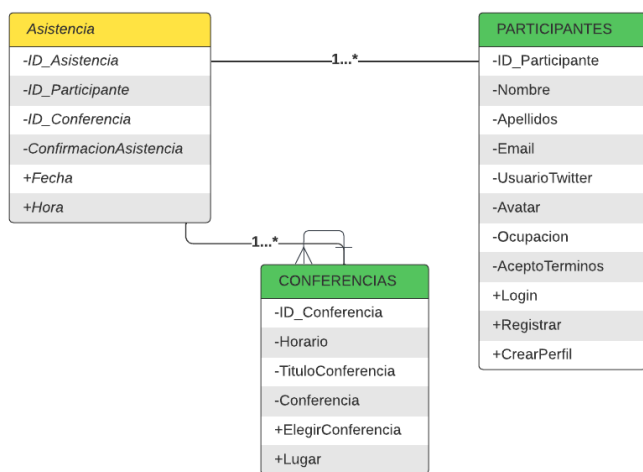 Asistencia
-ID_Asistencia
-ID_Participante
-ID_Conferencia
-ConfirmacionAsistencia
+Fecha
+Hora
1...*
PARTICIPANTES
-ID_Participante
-Nombre
-Apellidos
-Email
-UsuarioTwitter
-Avatar
-Ocupacion
-AceptoTerminos
+Login
+Registrar
+CrearPerfil
1...*
CONFERENCIAS
-ID_Conferencia
-Horario
-TituloConferencia
-Conferencia
+ElegirConferencia
+Lugar